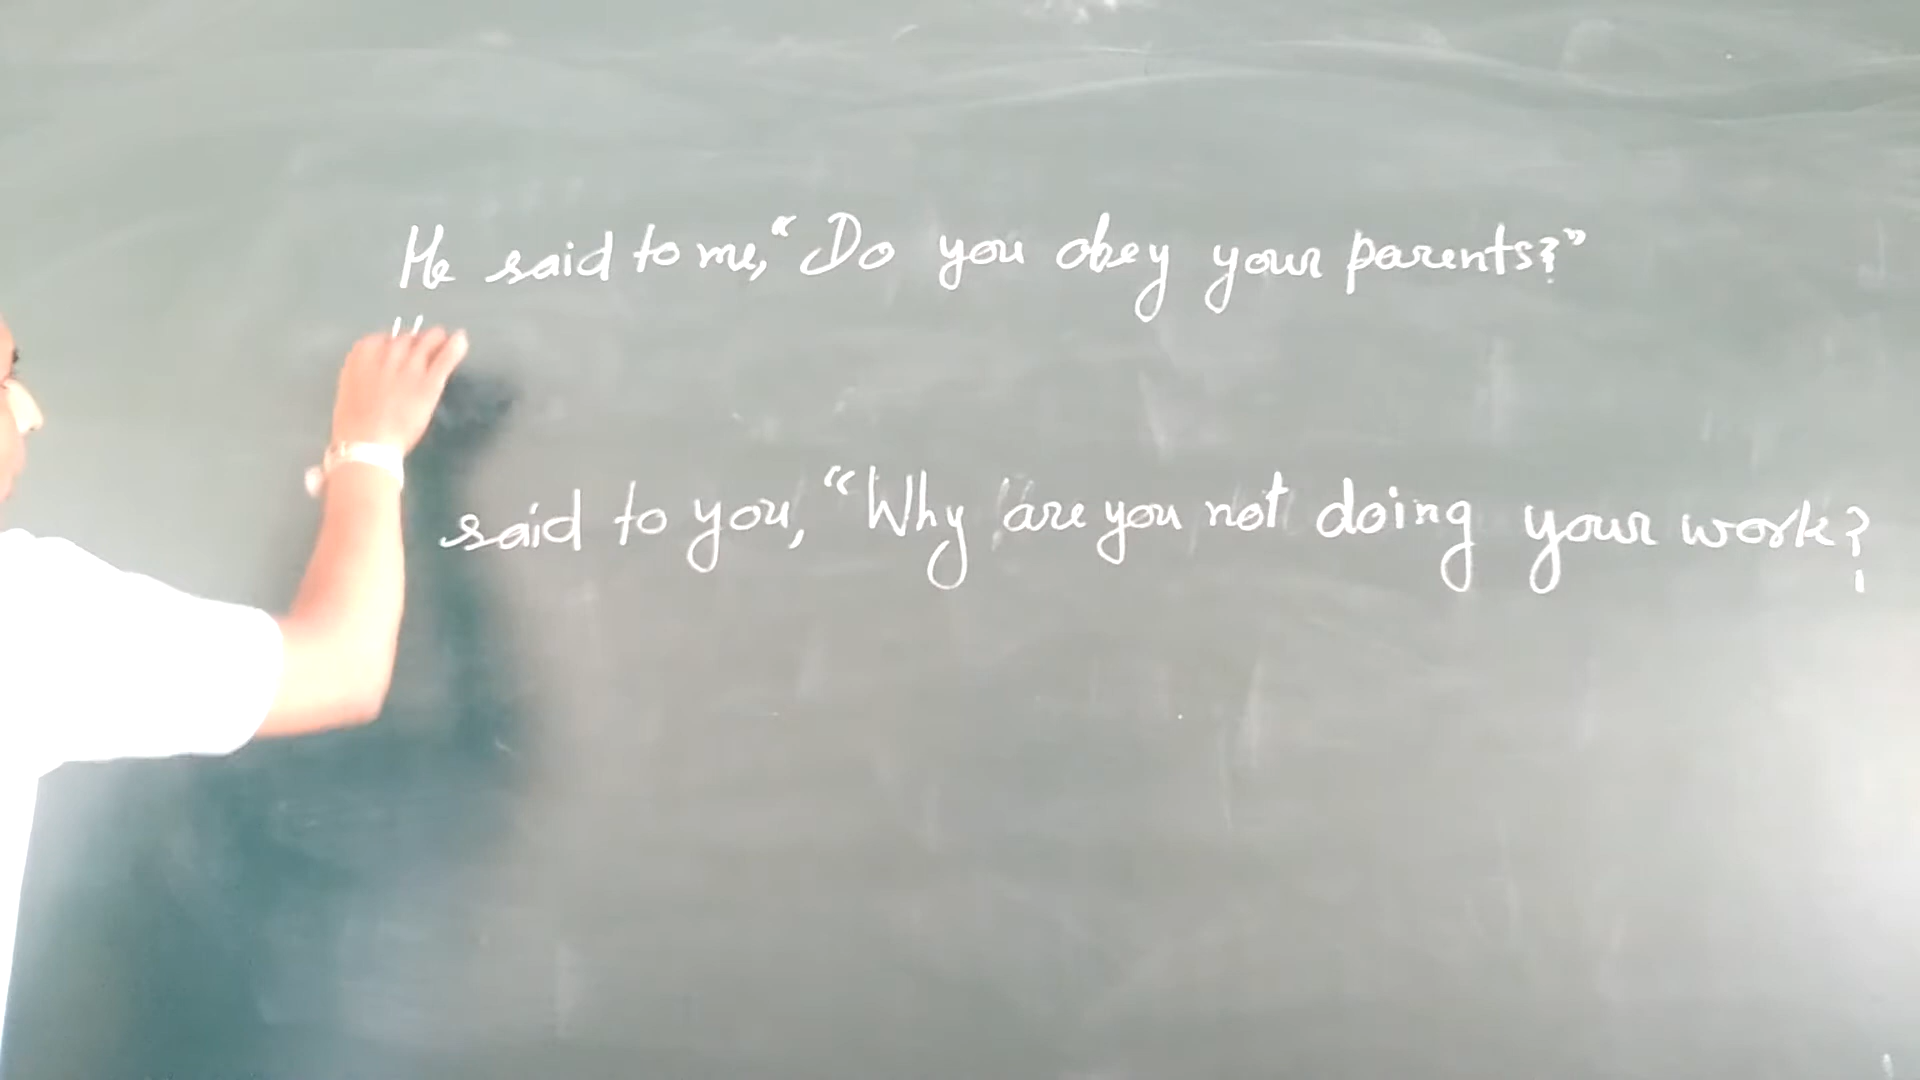 He said to me, “Do you obey your parents?”
said to you, “Why are you not doing your work?